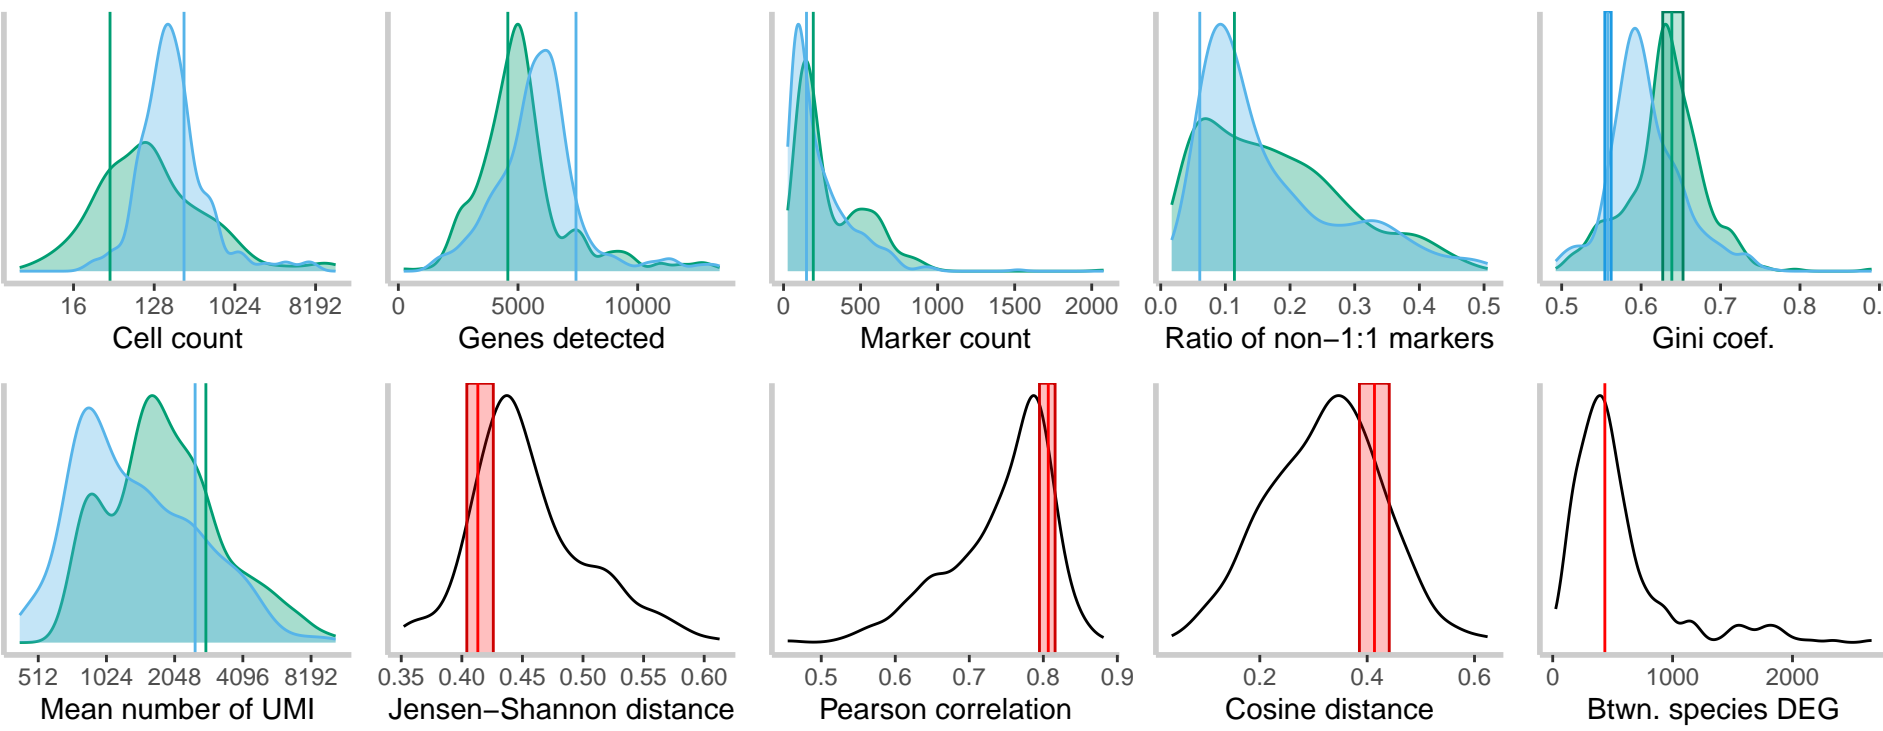 16 128 1024 8192
Cell count
0 5000 10000
Genes detected
0 500 1000 1500 2000
Marker count
0.0 0.1 0.2 0.3 0.4 0.5
Ratio of non−1:1 markers
0.5 0.6 0.7 0.8 0.
Gini coef.
512 1024 2048 4096 8192
Mean number of UMI
0.35 0.40 0.45 0.50 0.55 0.60
Jensen−Shannon distance
0.5 0.6 0.7 0.8 0.9
Pearson correlation
0.2 0.4 0.6
Cosine distance
0 1000 2000
Btwn. species DEG